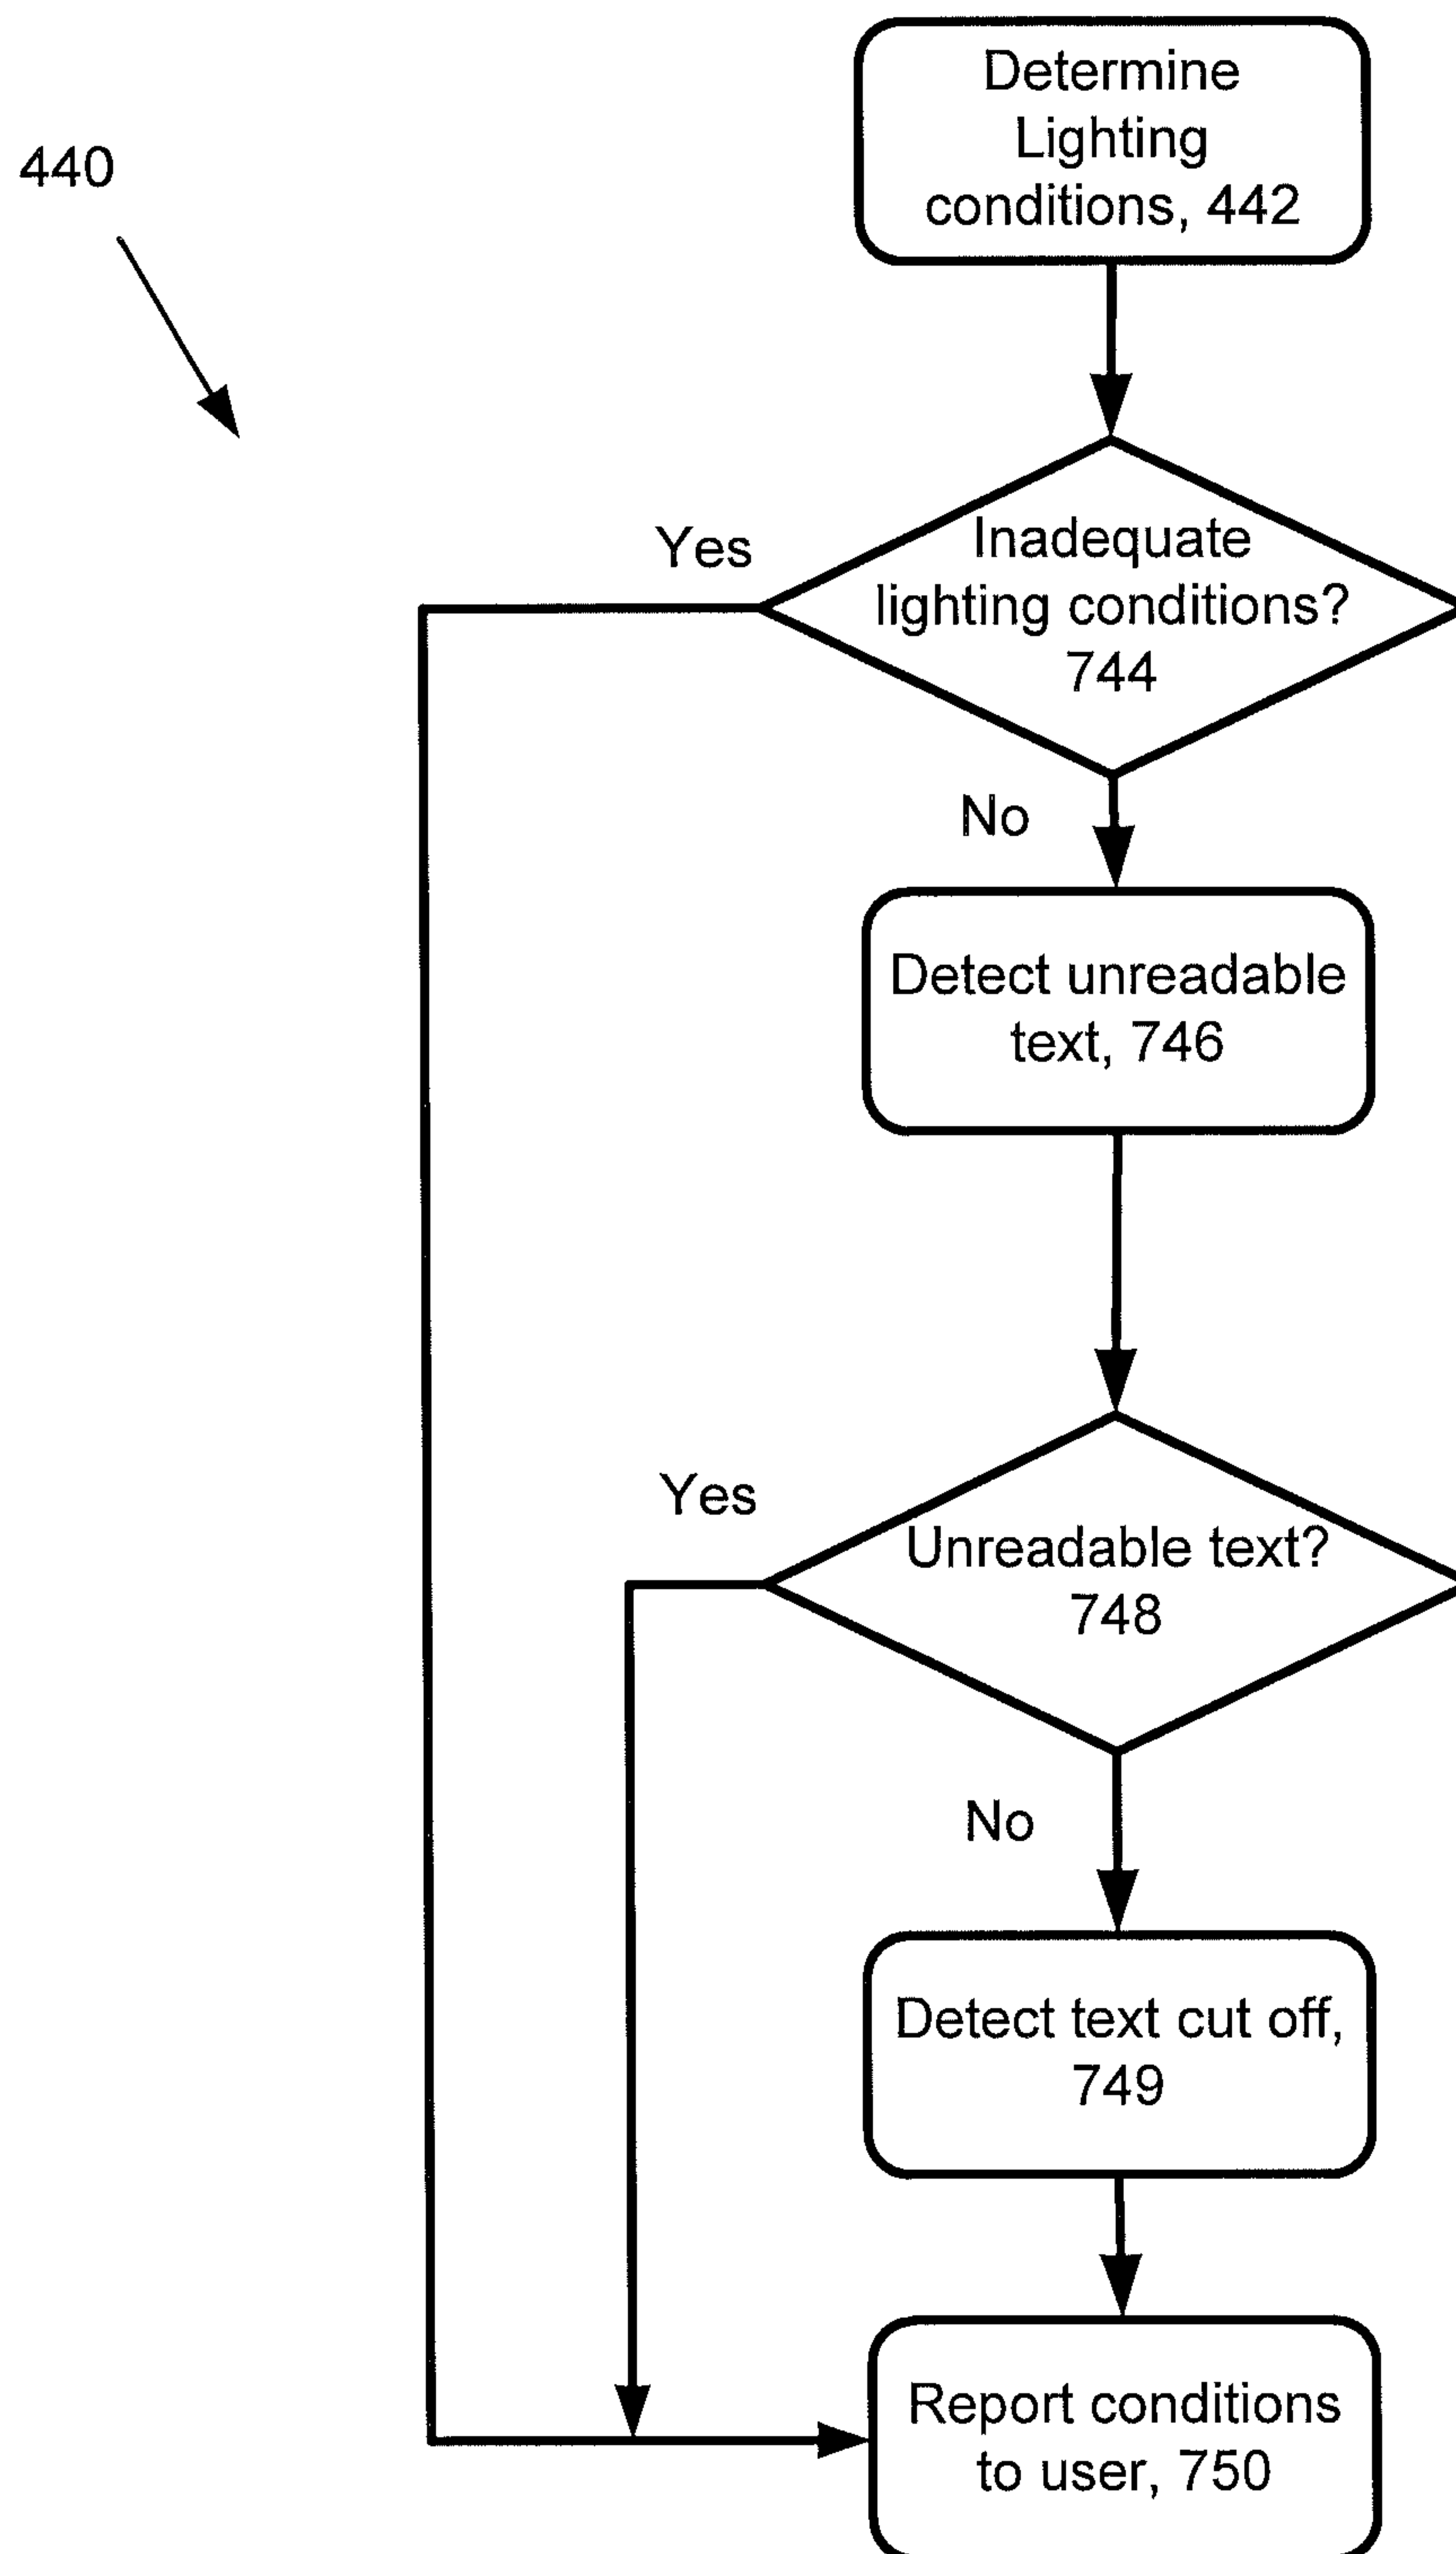 Determine
Lighting
conditions, 442
440
Yes
Inadequate
lighting conditions?
744
No
Detect unreadable
text, 746
Yes
Unreadable text?
748
No
Detect text cut off,
749
Report conditions
to user, 750